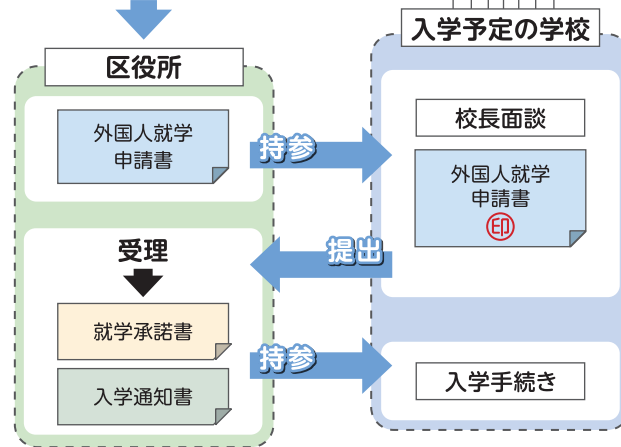 入学予定の学校
区役所
外国人就学
申請書
持参
校長面談
外国人就学
申請書
印
提出
受理
就学承諾書
入学通知書
持参
入学手続き